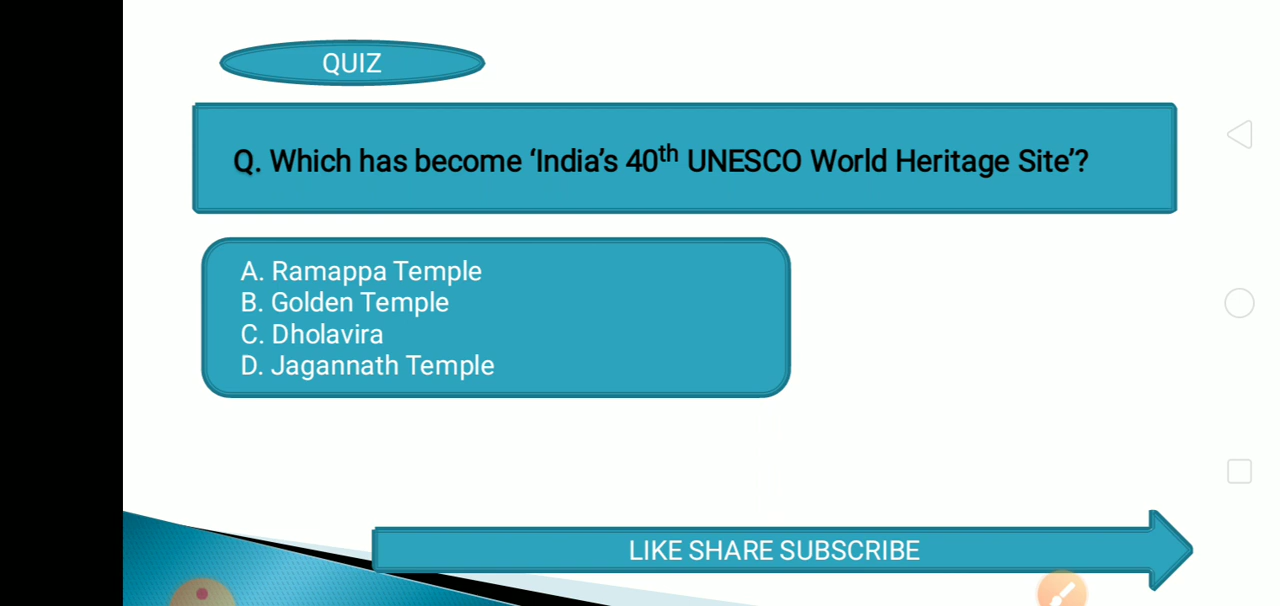 QUIZ
Q. Which has become ‘India’s 40th UNESCO World Heritage Site’?
A. Ramappa Temple
B. Golden Temple
C. Dholavira
D. Jagannath Temple
LIKE SHARE SUBSCRIBE